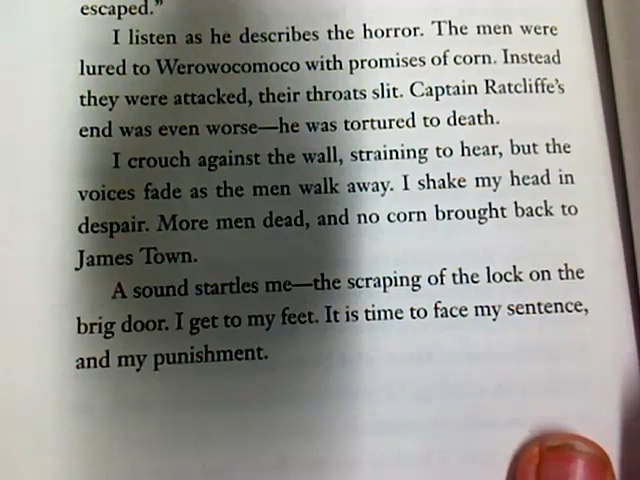 escaped.”
I listen as he describes the horror. The men were
lured to Werowocomoco with promises of corn. Instead
they were attacked, their throats slit. Captain Ratcliffe’s
end was even worse—he was tortured to death.
I crouch against the wall, straining to hear, but the
voices fade as the men walk away. I shake my head in
despair. More men dead, and no corn brought back to
James Town.
A sound startles me—the scraping of the lock on the
brig door. I get to my feet. It is time to face my sentence,
and my punishment.